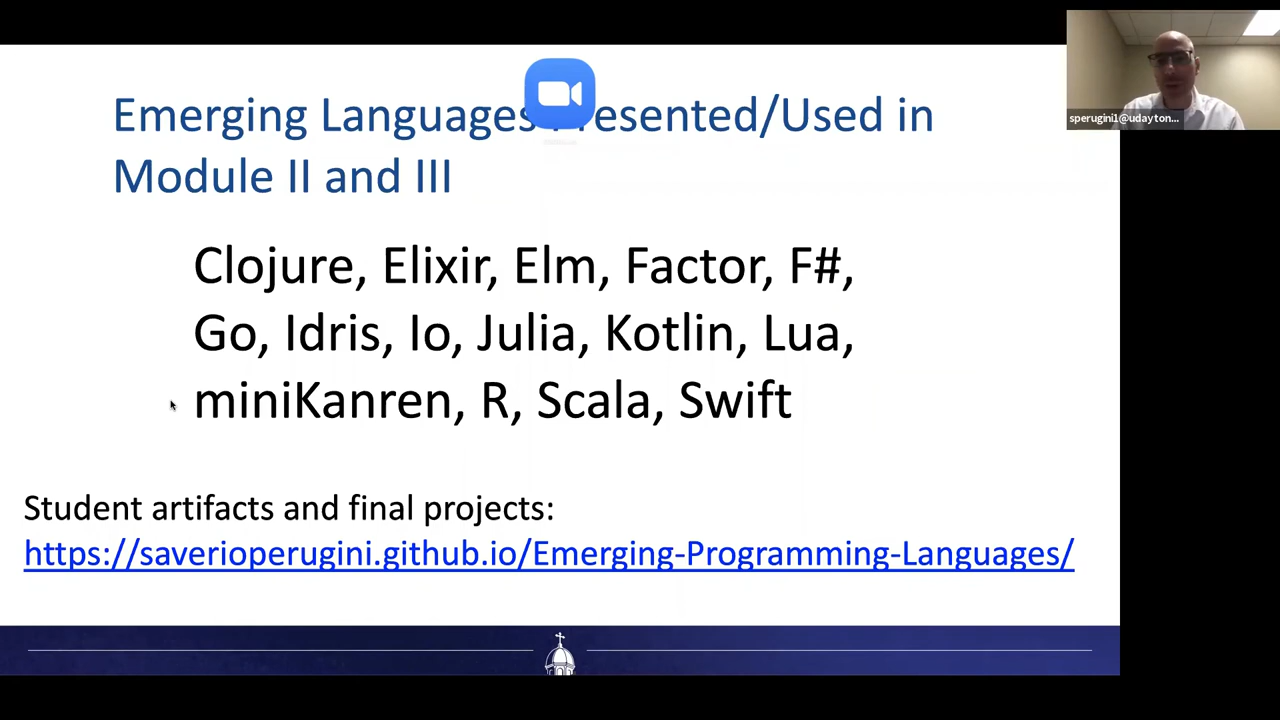 Emerging Languages Presented/Used in
Module II and III
Clojure, Elixir, Elm, Factor, F#,
Go, Idris, Io, Julia, Kotlin, Lua,
miniKanren, R, Scala, Swift
Student artifacts and final projects:
https://saverioperugini.github.io/Emerging-Programming-Languages/
sperugini1@udayton...